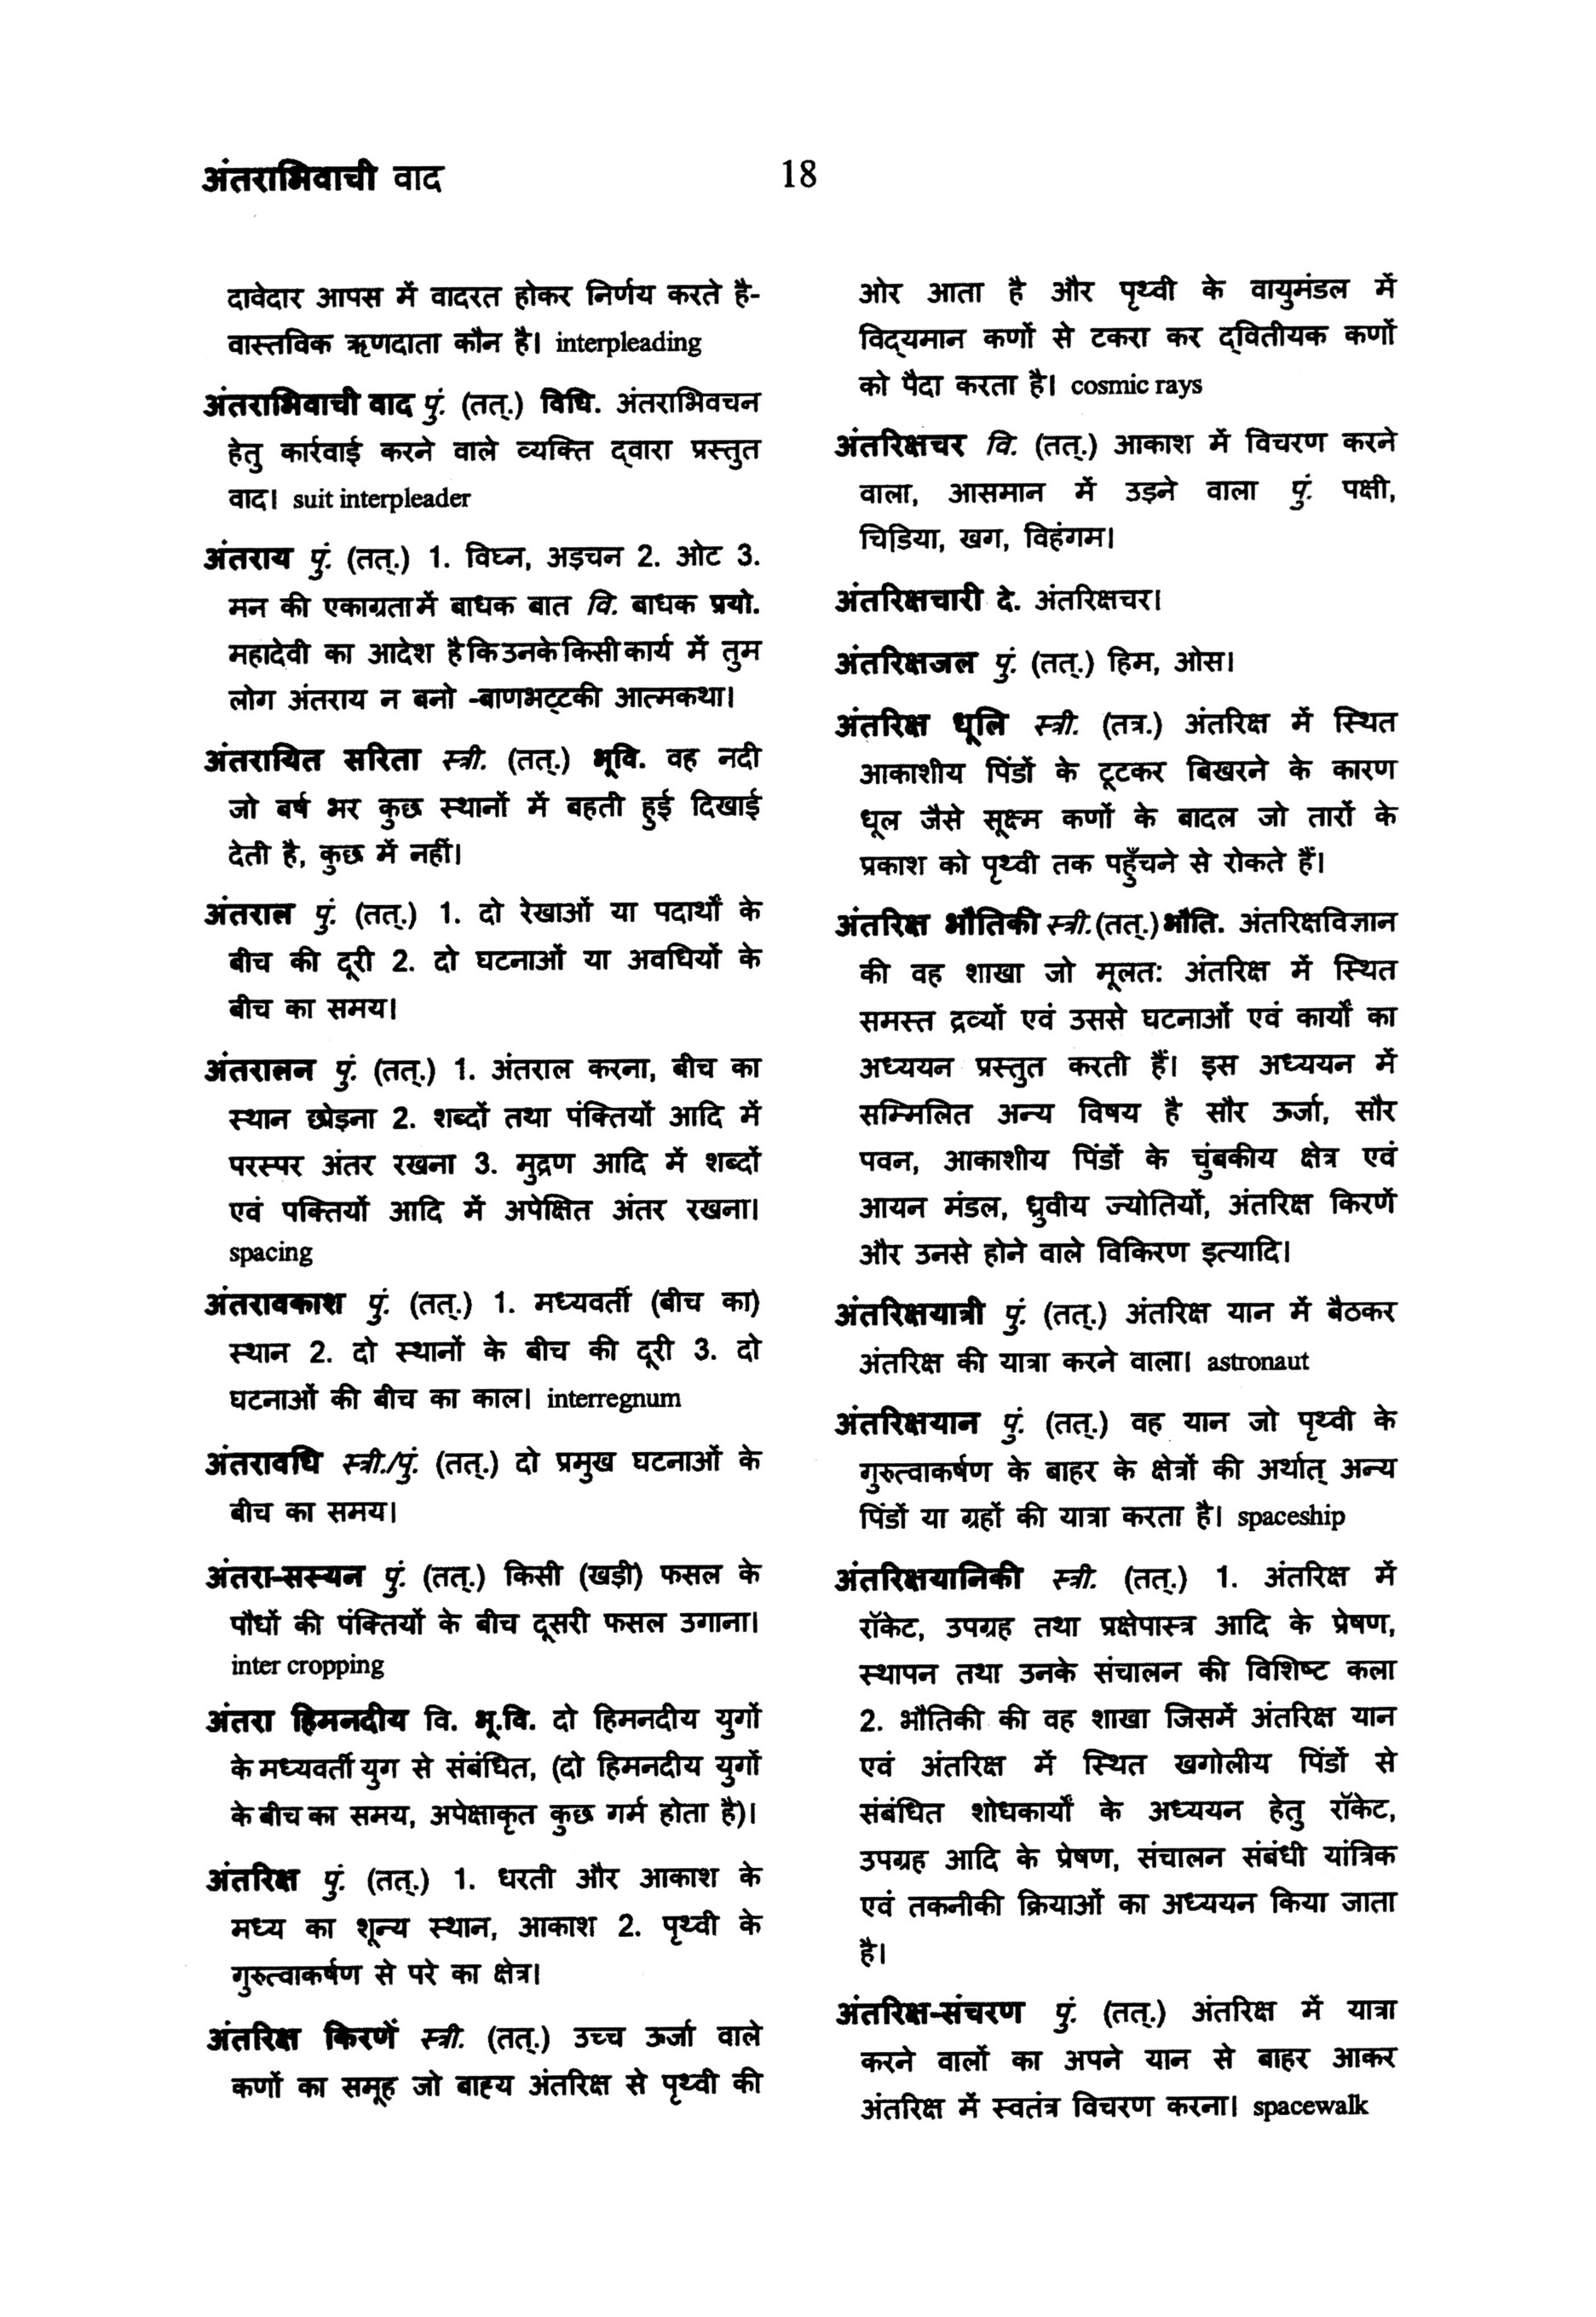 अंतराभिवाची वाद
18
दावेदार आपस में वादरत होकर निर्णय करते है-
वास्तविक ऋणदाता कौन है। interpleading
अंतराभिवाची वाद पुं. (तत्.) विधि. अंतराभिवचन
हेतु कार्रवाई करने वाले व्यक्ति द्वारा प्रस्तुत
वाद। suit interpleader
अंतराय पुं. (तत्.) 1. विघ्न, अड़चन 2. ओट 3.
मन की एकाग्रता में बाधक बात वि. बाधक प्रयो.
महादेवी का आदेश है कि उनके किसी कार्य में तुम
लोग अंतराय न बनो -बाणभट्टकी आत्मकथा।
अंतरायित सरिता स्त्री. (तत्.) भूवि. वह नदी
जो बर्ष भर कुछ स्थानों में बहती हुई दिखाई
देती है, कुछ में नहीं।
अंतराल पुं. (तत्.) 1. दो रेखाओं या पदार्थों के
बीच की दूरी 2. दो घटनाओं या अवधियों के
बीच का समय।
अंतरालन पुं. (तत्.) 1. अंतराल करना, बीच का
स्थान छोड़ना 2. शब्दों तथा पंक्तियों आदि में
परस्पर अंतर रखना 3. मुद्रण आदि में शब्दों
एवं पक्तियों आदि में अपेक्षित अंतर रखना।
spacing
अंतरावकाश पुं. (तत्.) 1. मध्यवर्ती (बीच का)
स्थान 2. दो स्थानों के बीच की दूरी 3. दो
घटनाओं की बीच का काल। interregnum
अंतरावधि स्त्री./पुं. (तत्.) दो प्रमुख घटनाओं के
बीच का समय।
अंतरा-सस्यन पुं. (तत्.) किसी (खड़ी) फसल के
पौधों की पंक्तियों के बीच दूसरी फसल उगाना।
inter cropping
अंतरा हिमनदीय वि. भू.वि. दो हिमनदीय युगों
के मध्यवर्ती युग से संबंधित, (दो हिमनदीय युगों
के बीच का समय, अपेक्षाकृत कुछ गर्म होता है)।
अंतरिक्ष पुं. (तत्.) 1. धरती और आकाश के
मध्य का शून्य स्थान, आकाश 2. पृथ्वी के
गुरुत्वाकर्षण से परे का क्षेत्र।
अंतरिक्ष किरणें स्त्री. (तत्.) उच्च ऊर्जा वाले
कणों का समूह जो बाह्य अंतरिक्ष से पृथ्वी की
ओर आता है और पृथ्वी के वायुमंडल में
विद्यमान कणों से टकरा कर द्वितीयक कणों
को पैदा करता है। cosmic rays
अंतरिक्षचर वि. (तत्.) आकाश में विचरण करने
वाला, आसमान में उड़ने वाला पुं. पक्षी,
चिडिया, खग, विहंगम।
अंतरिक्षचारी दे. अंतरिक्षचर।
अंतरिक्षजल पुं. (तत्.) हिम, ओस।
अंतरिक्ष धूलि स्त्री. (तत्र.) अंतरिक्ष में स्थित
आकाशीय पिंडों के टूटकर बिखरने के कारण
धूल जैसे सूक्ष्म कणों के बादल जो तारों के
प्रकाश को पृथ्वी तक पहुँचने से रोकते हैं।
अंतरिक्ष भौतिकी स्त्री.(तत्.) भौति. अंतरिक्षविज्ञान
की वह शाखा जो मूलत: अंतरिक्ष में स्थित
समस्त द्रव्यों एवं उससे घटनाओं एवं कार्यों का
अध्ययन प्रस्तुत करती हैं। इस अध्ययन में
सम्मिलित अन्य विषय है सौर ऊर्जा, सौर
पवन, आकाशीय पिंडों के चुंबकीय क्षेत्र एवं
आयन मंडल, ध्रुवीय ज्योतियों, अंतरिक्ष किरणें
और उनसे होने वाले विकिरण इत्यादि।
अंतरिक्षयात्री पुं. (तत्.) अंतरिक्ष यान में बैठकर
अंतरिक्ष की यात्रा करने वाला। astronaut
अंतरिक्षयान पुं. (तत्.) वह यान जो पृथ्वी के
गुरुत्वाकर्षण के बाहर के क्षेत्रों की अर्थात् अन्य
पिंडों या ग्रहों की यात्रा करता है। spaceship
अंतरिक्षयानिकी स्त्री. (तत्.) 1. अंतरिक्ष में
रॉकेट, उपग्रह तथा प्रक्षेपास्त्र आदि के प्रेषण,
स्थापन तथा उनके संचालन की विशिष्ट कला
2. भौतिकी की वह शाखा जिसमें अंतरिक्ष यान
एवं अंतरिक्ष में स्थित खगोलीय पिंडों से
संबंधित शोधकार्यों के अध्ययन हेतु रॉकेट,
उपग्रह आदि के प्रेषण, संचालन संबंधी यांत्रिक
एवं तकनीकी क्रियाओं का अध्ययन किया जाता
है।
अंतरिक्ष-संचरण पुं. (तत्.) अंतरिक्ष में यात्रा
करने वालों का अपने यान से बाहर आकर
अंतरिक्ष में स्वतंत्र विचरण करना। spacewalk